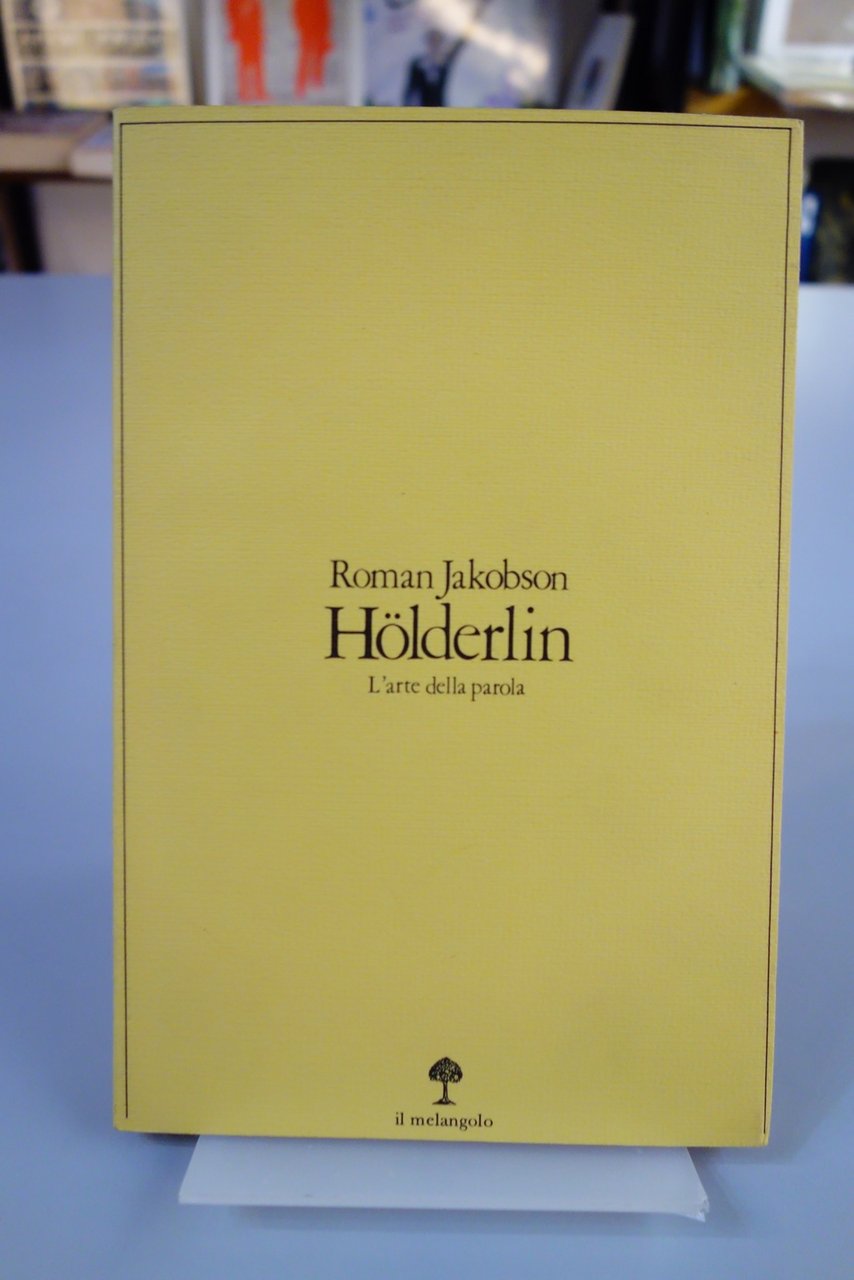 Roman Jakobson
Hölderlin
L'arte della parola
il melangolo